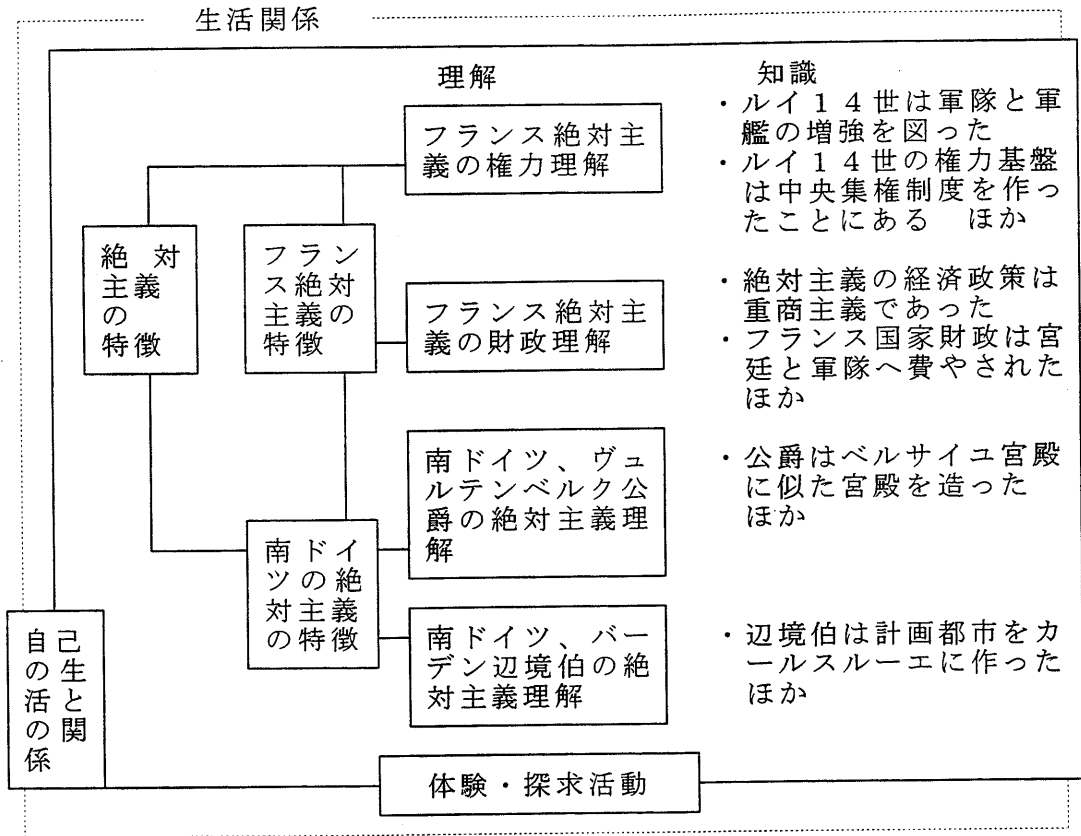 生活関係
理解
知識
フランス絶対主
義の権力理解
・ルイ14世は軍隊と軍
艦の増強を図った
・ルイ14世の権力基盤
は中央集権制度を作っ
たことにある　ほか
絶対
主義
の
特徴
フラン
ス絶対
主義の
特徴
フランス絶対主
義の財政理解
・絶対主義の経済政策は
重商主義であった
・フランス国家財政は宮
廷と軍隊へ費やされた
ほか
南ドイツ、ヴュ
ルテンベルク公
爵の絶対主義理
解
・公爵はベルサイユ宮殿
に似た宮殿を造った
ほか
南ドイ
ツの絶
対主義
の特徴
南ドイツ、バー
デン辺境伯の絶
対主義理解
・辺境伯は計画都市をカ
ールスルーエに作った
ほか
自己
の生
活と
の関
係
体験・探求活動